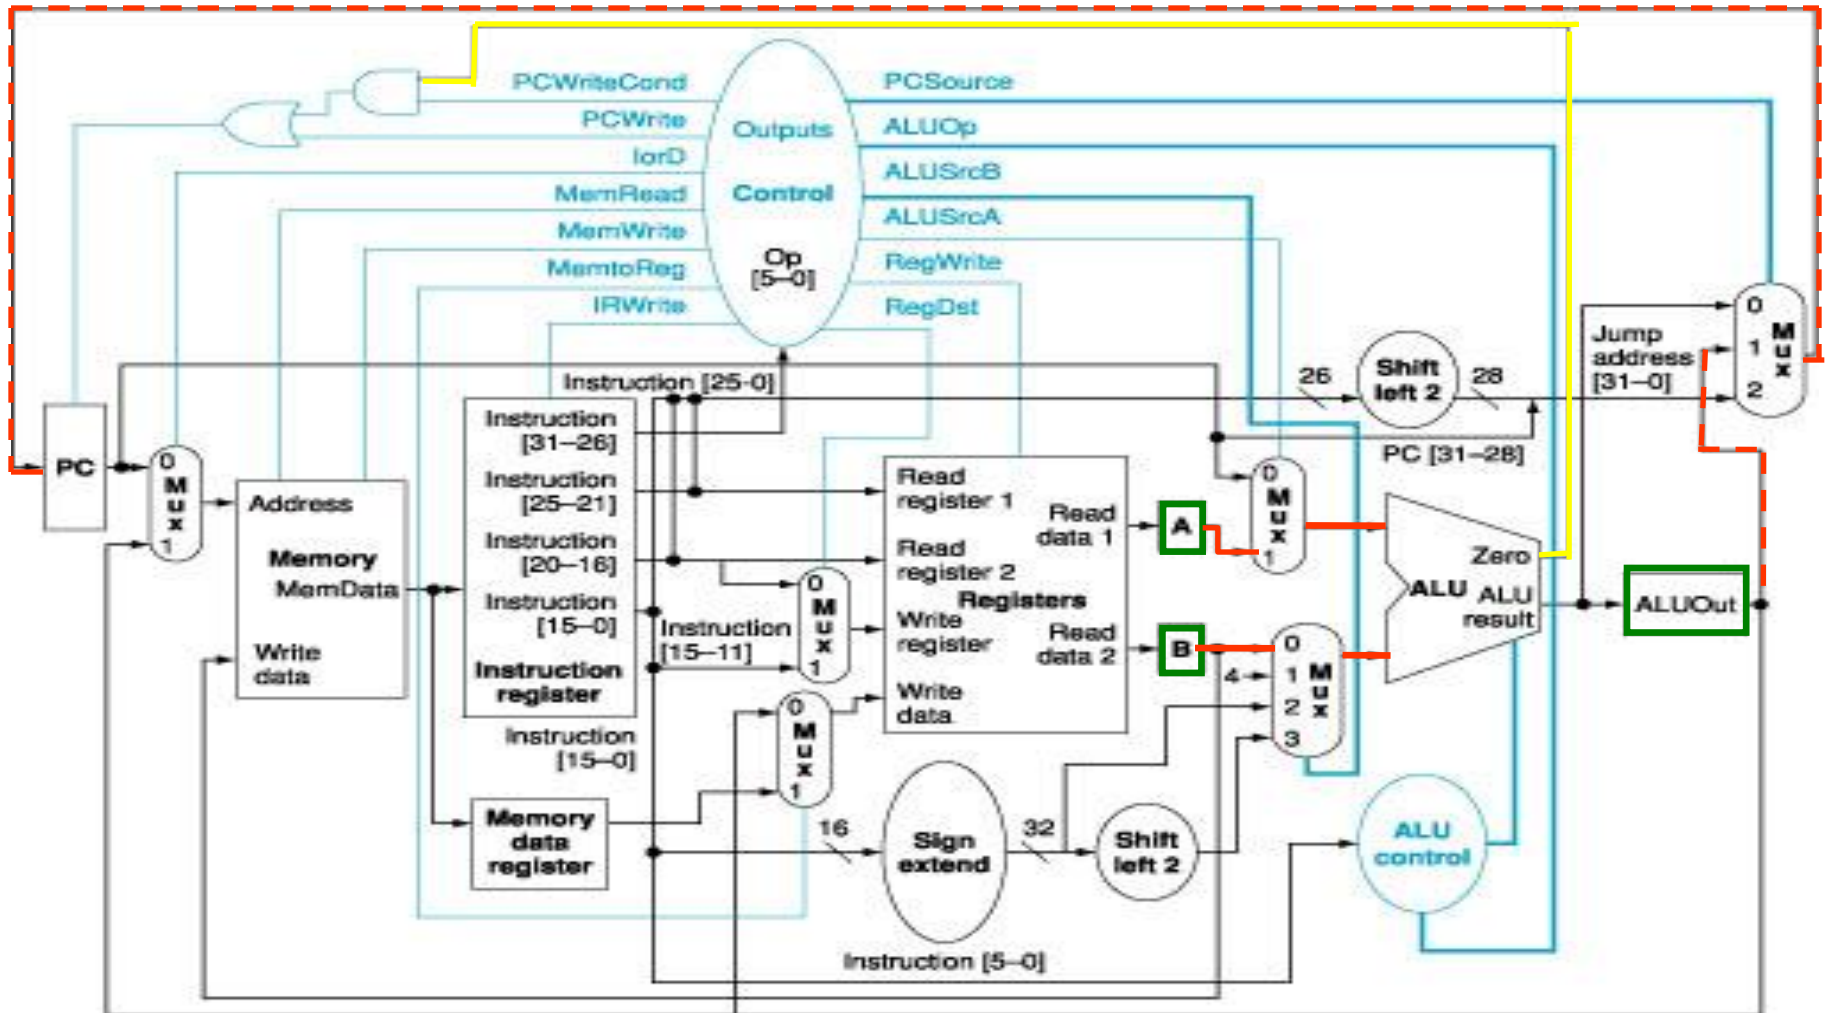 PCWriteCond
PCWrite
IorD
MemRead
MemWrite
MemtoReg
IRWrite
Outputs
Control
Op
[5–0]
PCSource
ALUOp
ALUSrcB
ALUSrcA
RegWrite
RegDst
PC
0
M
u
x
1
Address
Memory
MemData
Write
data
Instruction [25-0]
Instruction
[31–26]
Instruction
[25–21]
Instruction
[20–16]
Instruction
[15–0]
Instruction
register
Instruction
[15–0]
Memory
data
register
Instruction
[15–11]
0
M
u
x
1
0
M
u
x
1
Read
register 1
Read
register 2
Registers
Write
register
Write
data
Read
data 1
Read
data 2
A
B
0
M
u
x
1
4
0
1
2
3
M
u
x
16
Sign
extend
32
Shift
left 2
Instruction [5–0]
26
Shift
left 2
28
PC [31–28]
Jump
address
[31–0]
0
1
2
M
u
x
Zero
ALU
ALU
result
ALUOut
ALU
control